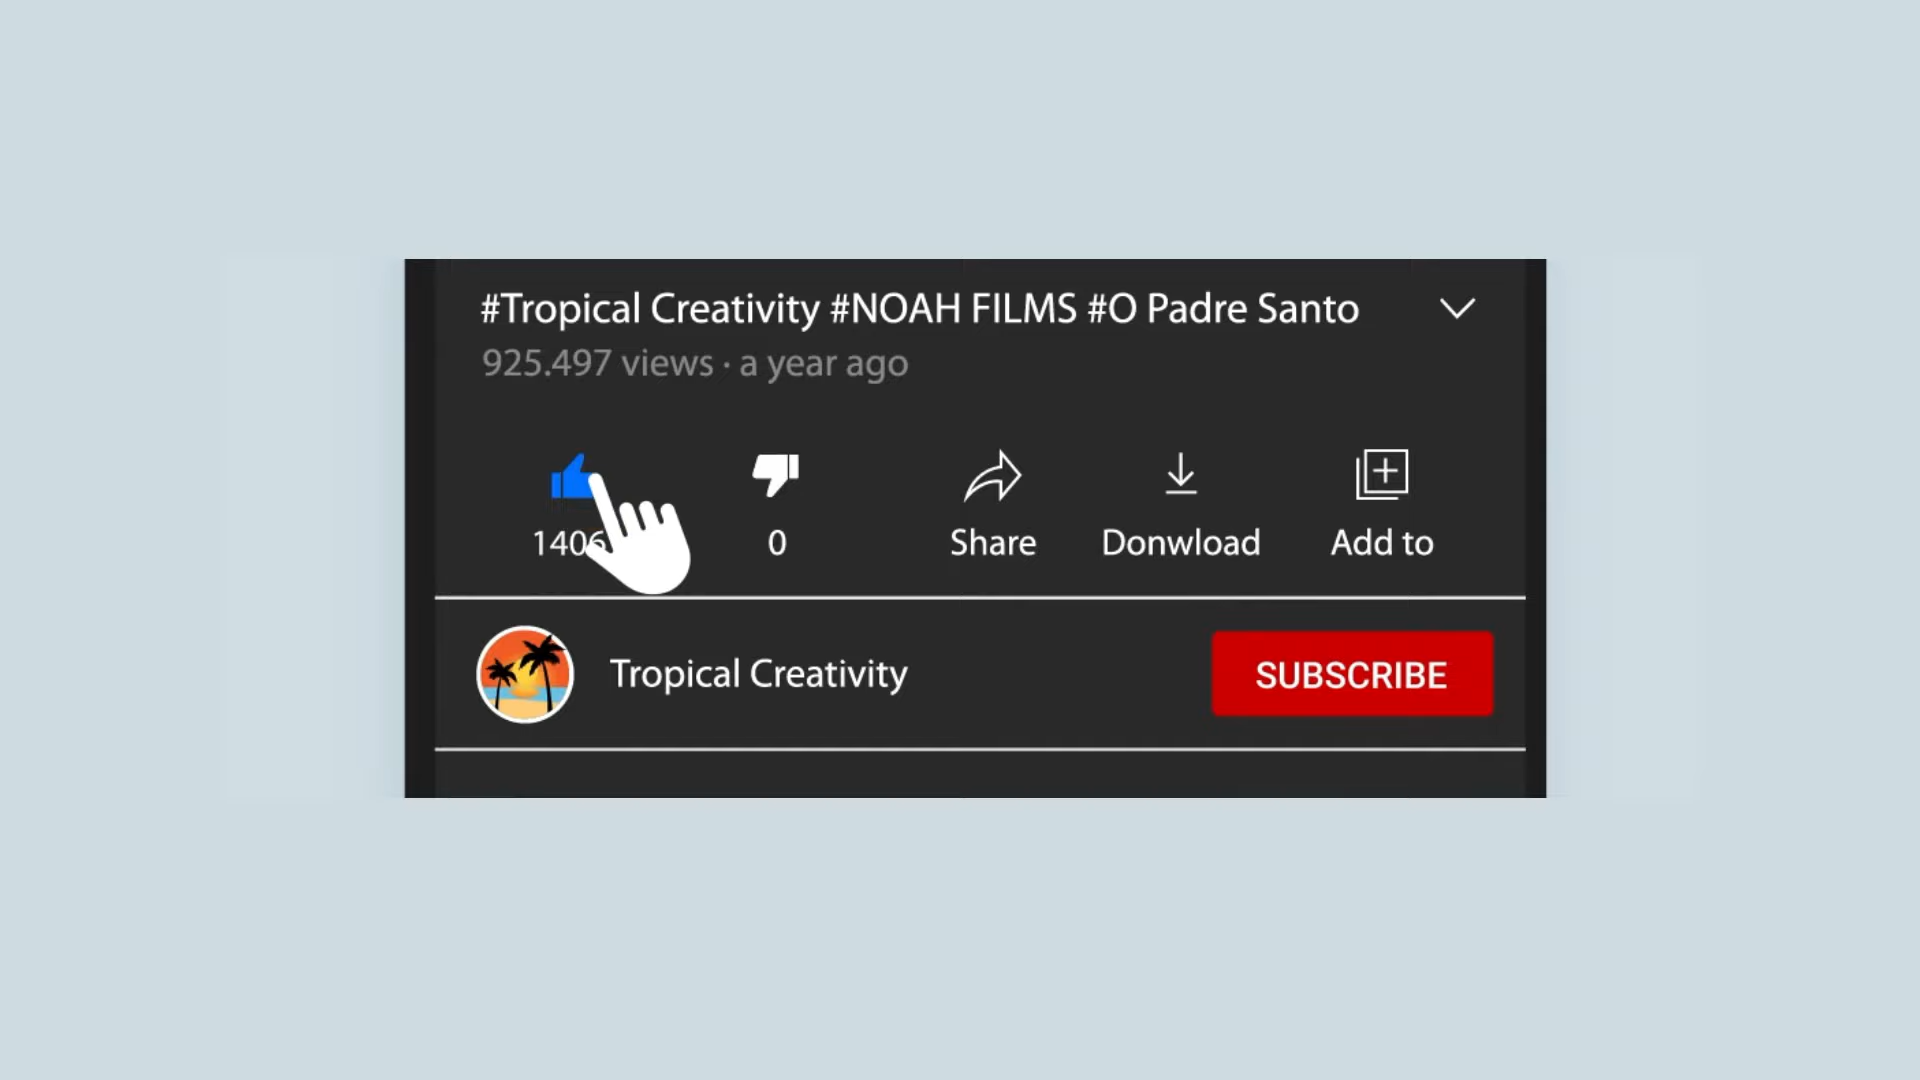 #Tropical Creativity #NOAH FILMS #O Padre Santo
925.497 views · a year ago
0 Share Donwload Add to
Tropical Creativity SUBSCRIBE